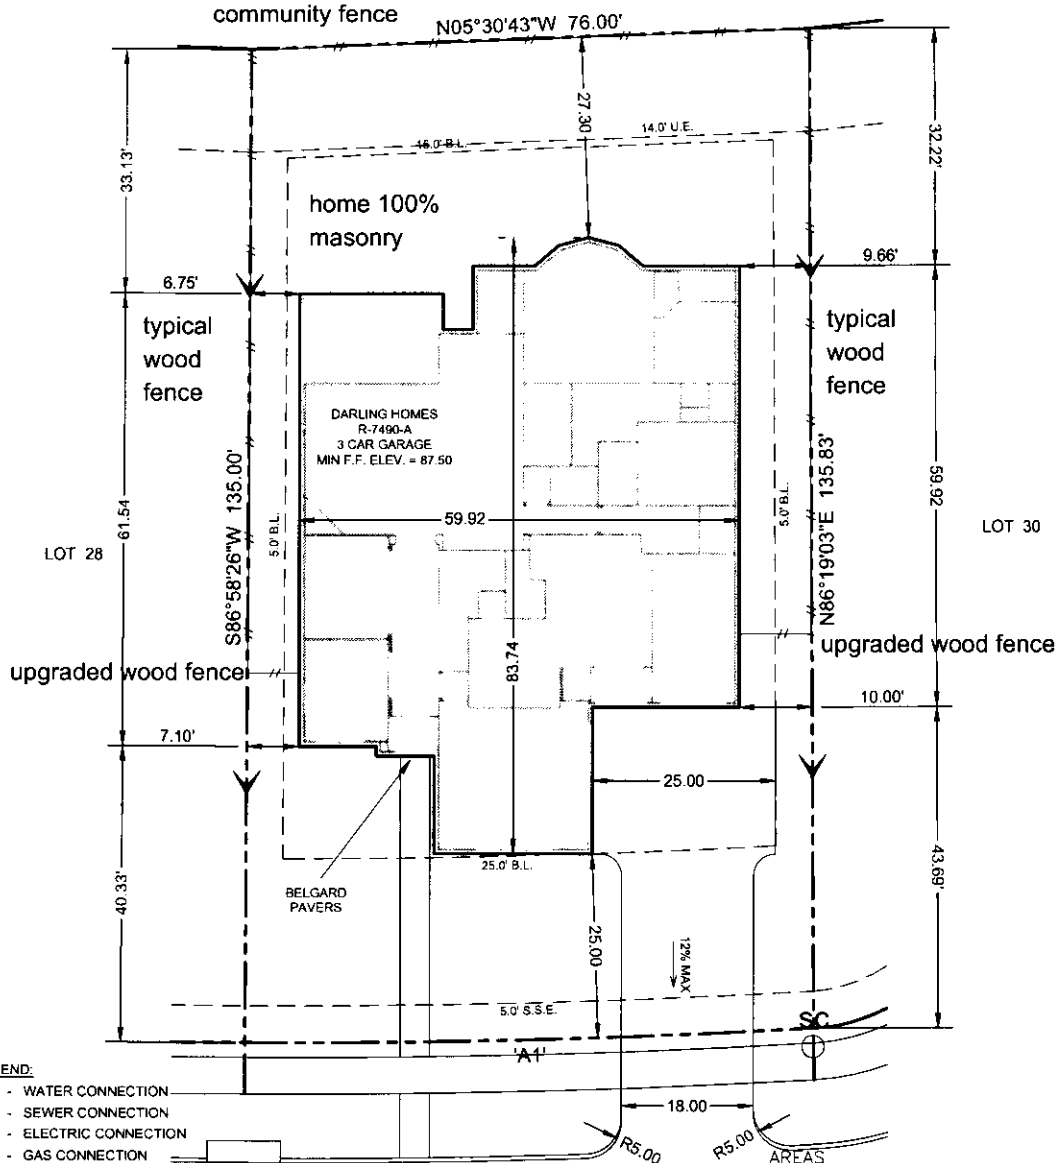 community fence
N05°30'43"W 76.00'
27.30
14.0' U.E.
15.0' B.L.
33.13'
32.22'
home 100%
masonry
6.75'
9.66'
typical
wood
fence
typical
wood
fence
DARLING HOMES
R-7490-A
3 CAR GARAGE
MIN F.F. ELEV. = 87.50
S86°58'26"W 135.00'
N86°19'03"E 135.83'
61.54
59.92
59.92
5.0' B.L.
5.0' B.L.
LOT 28
LOT 30
83.74
upgraded wood fence
upgraded wood fence
7.10'
10.00'
25.00
25.0' B.L.
BELGARD
PAVERS
40.33'
43.69'
25.00
12% MAX
5.0' S.S.E.
SC
'A1'
END:
- WATER CONNECTION
- SEWER CONNECTION
- ELECTRIC CONNECTION
- GAS CONNECTION
18.00
R5.00
R5.00
AREAS